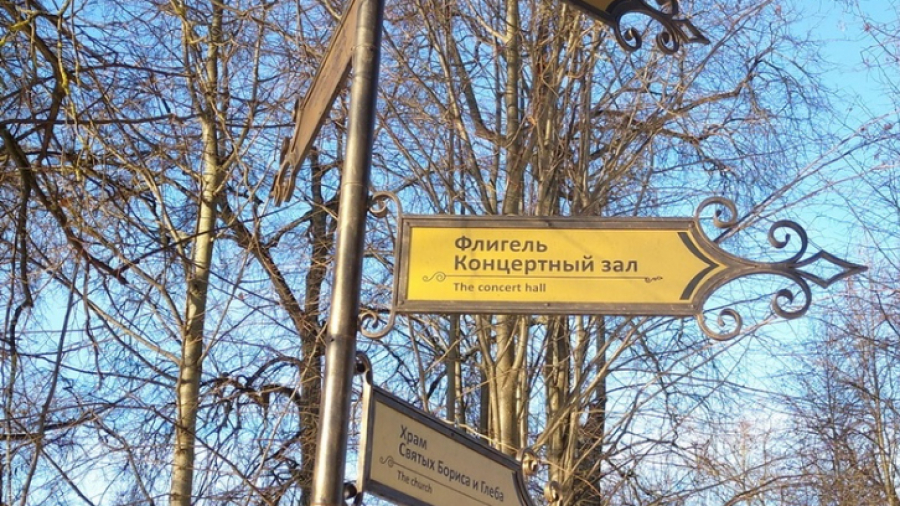 Флигель
Концертный зал
The concert hall
Храм
Святых Бориса и Глеба
The church